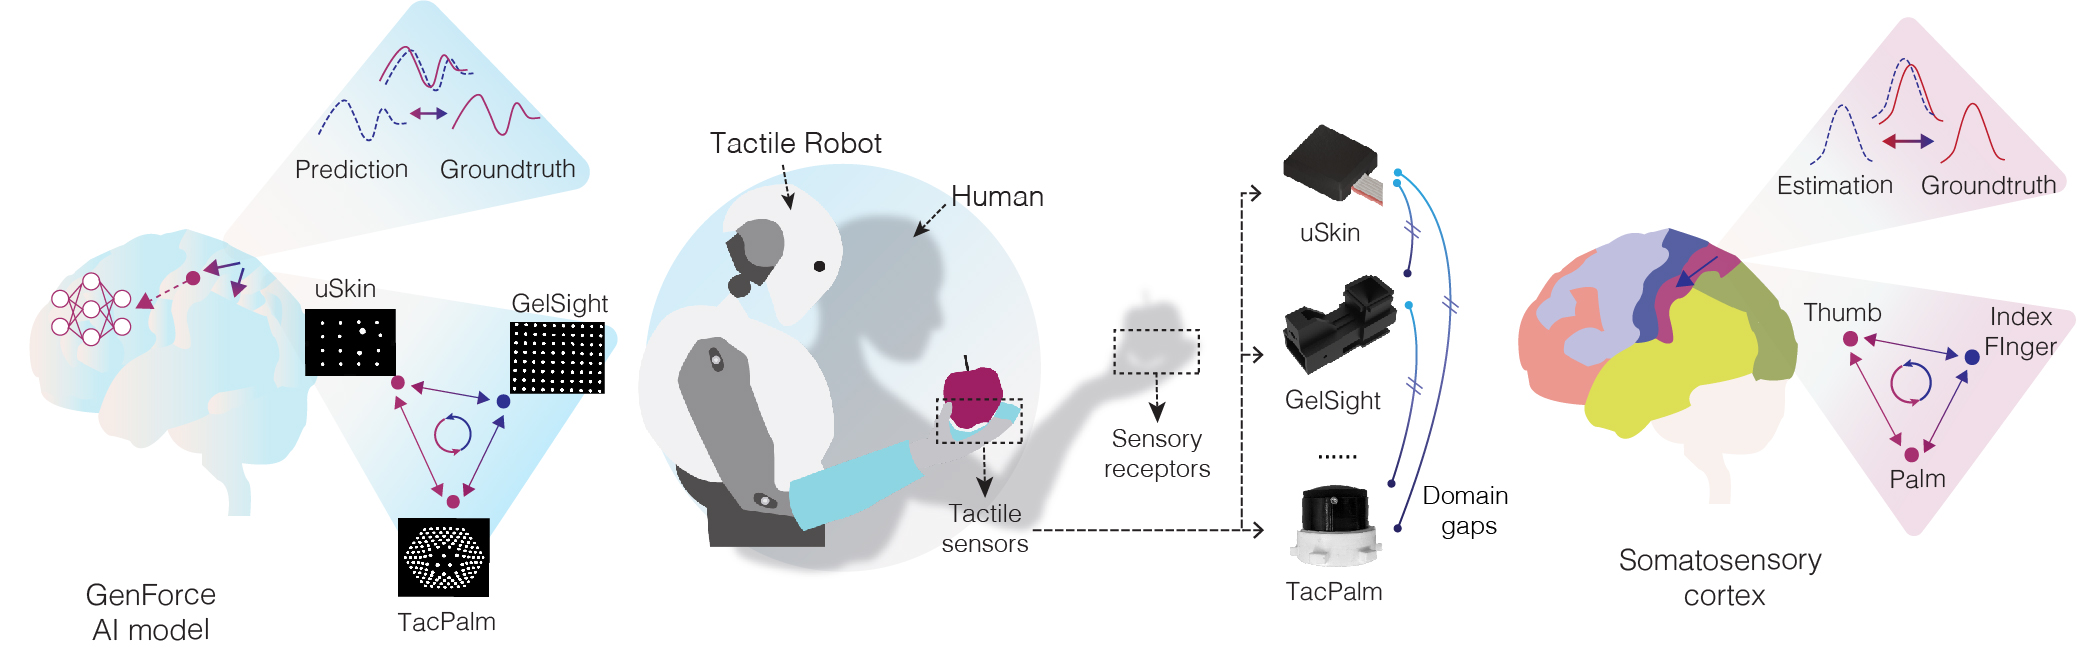 Prediction
Groundtruth
uSkin
GelSight
TacPalm
GenForce
AI model
Tactile Robot
Human
Tactile
sensors
Sensory
receptors
uSkin
GelSight
......
TacPalm
Domain
gaps
Estimation
Groundtruth
Thumb
Index
FInger
Palm
Somatosensory
cortex